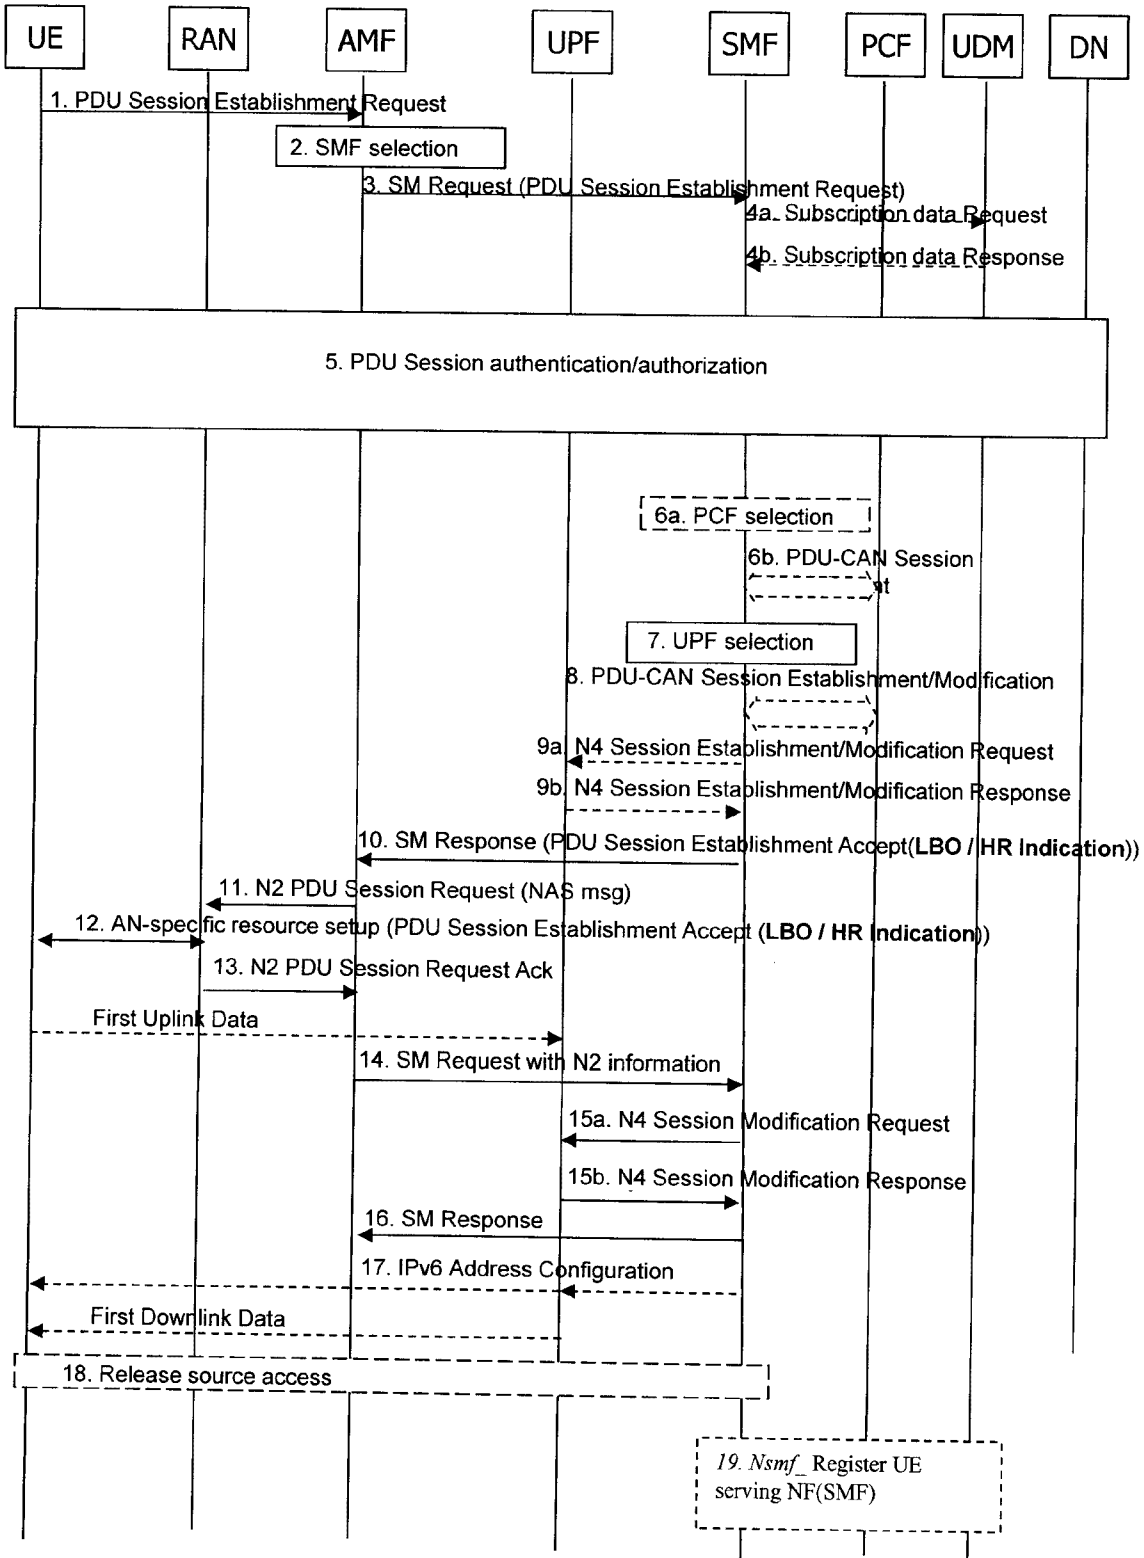 UE RAN AMF UPF SMF PCF UDM DN
1. PDU Session Establishment Request
2. SMF selection
3. SM Request (PDU Session Establishment Request)
4a. Subscription data Request
4b. Subscription data Response
5. PDU Session authentication/authorization
6a. PCF selection
6b. PDU-CAN Session
nt
7. UPF selection
8. PDU-CAN Session Establishment/Modification
9a. N4 Session Establishment/Modification Request
9b. N4 Session Establishment/Modification Response
10. SM Response (PDU Session Establishment Accept(LBO / HR Indication))
11. N2 PDU Session Request (NAS msg)
12. AN-specific resource setup (PDU Session Establishment Accept (LBO / HR Indication))
13. N2 PDU Session Request Ack
First Uplink Data
14. SM Request with N2 information
15a. N4 Session Modification Request
15b. N4 Session Modification Response
16. SM Response
17. IPv6 Address Configuration
First Downlink Data
18. Release source access
19. Nsmf_ Register UE
serving NF(SMF)